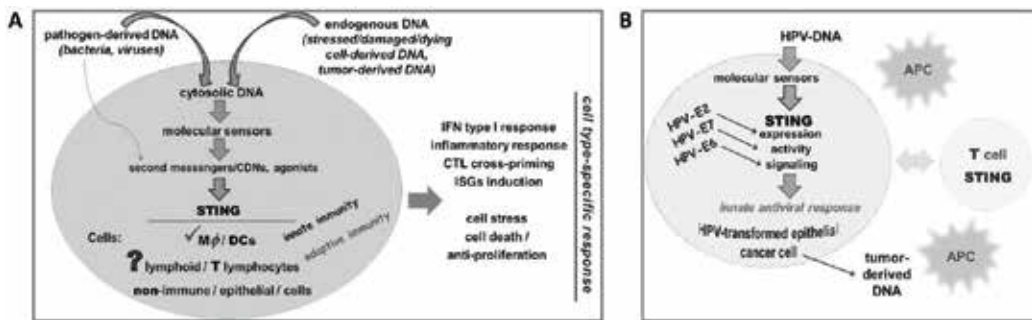 A
pathogen-derived DNA
(bacteria, viruses)
endogenous DNA
(stressed/damaged/dying
cell-derived DNA,
tumor-derived DNA)
cytosolic DNA
molecular sensors
second messengers/CDNs, agonists
STING
Cells:
✓ Mϕ / DCs
? lymphoid / T lymphocytes
non-immune / epithelial / cells
innate immunity
adaptive immunity
IFN type I response
inflammatory response
CTL cross-priming
ISGs induction
cell stress
cell death /
anti-proliferation
cell type-specific response
B
HPV-DNA
molecular sensors
STING
HPV-E2
expression
HPV-E7
activity
HPV-E6
signaling
innate antiviral response
HPV-transformed epithelial
cancer cell
tumor-
derived
DNA
APC
T cell
STING
APC